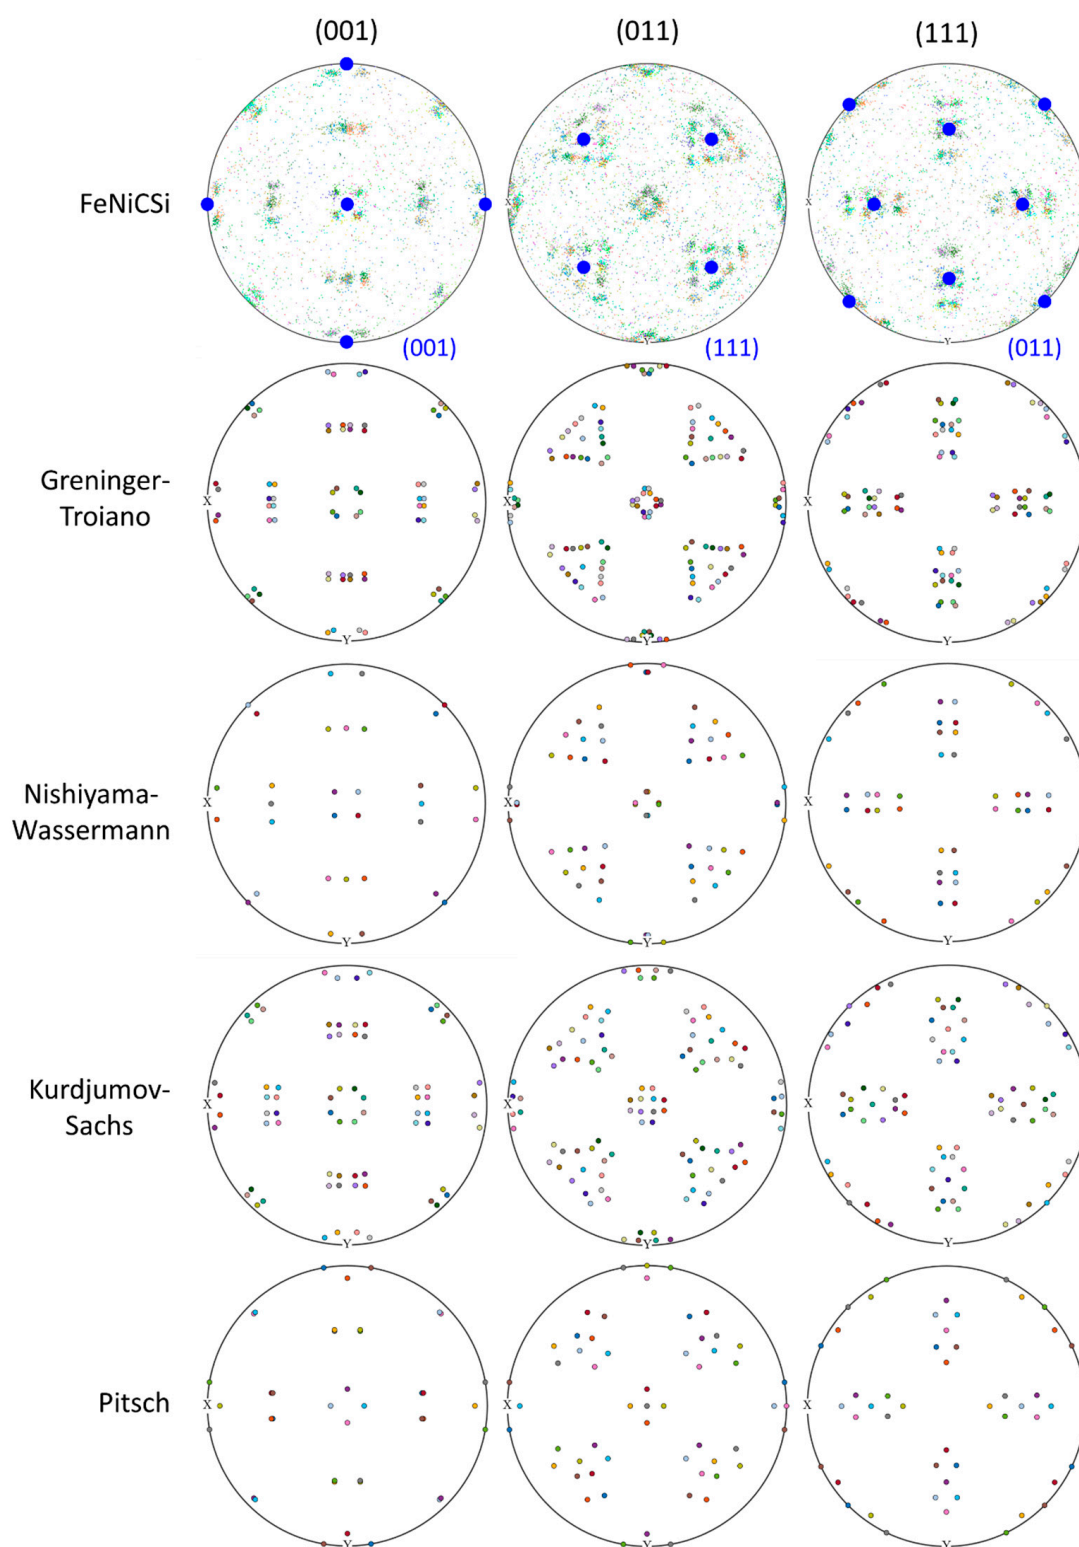 (001) (011) (111)
FeNiCSi
X X
Y Y
(001) (111) (011)
Greninger-
Troiano
X X X
Y Y Y
Nishiyama-
Wassermann
X X X
Y Y Y
Kurdjumov-
Sachs
X X X
Y Y Y
Pitsch
X X X
Y Y Y